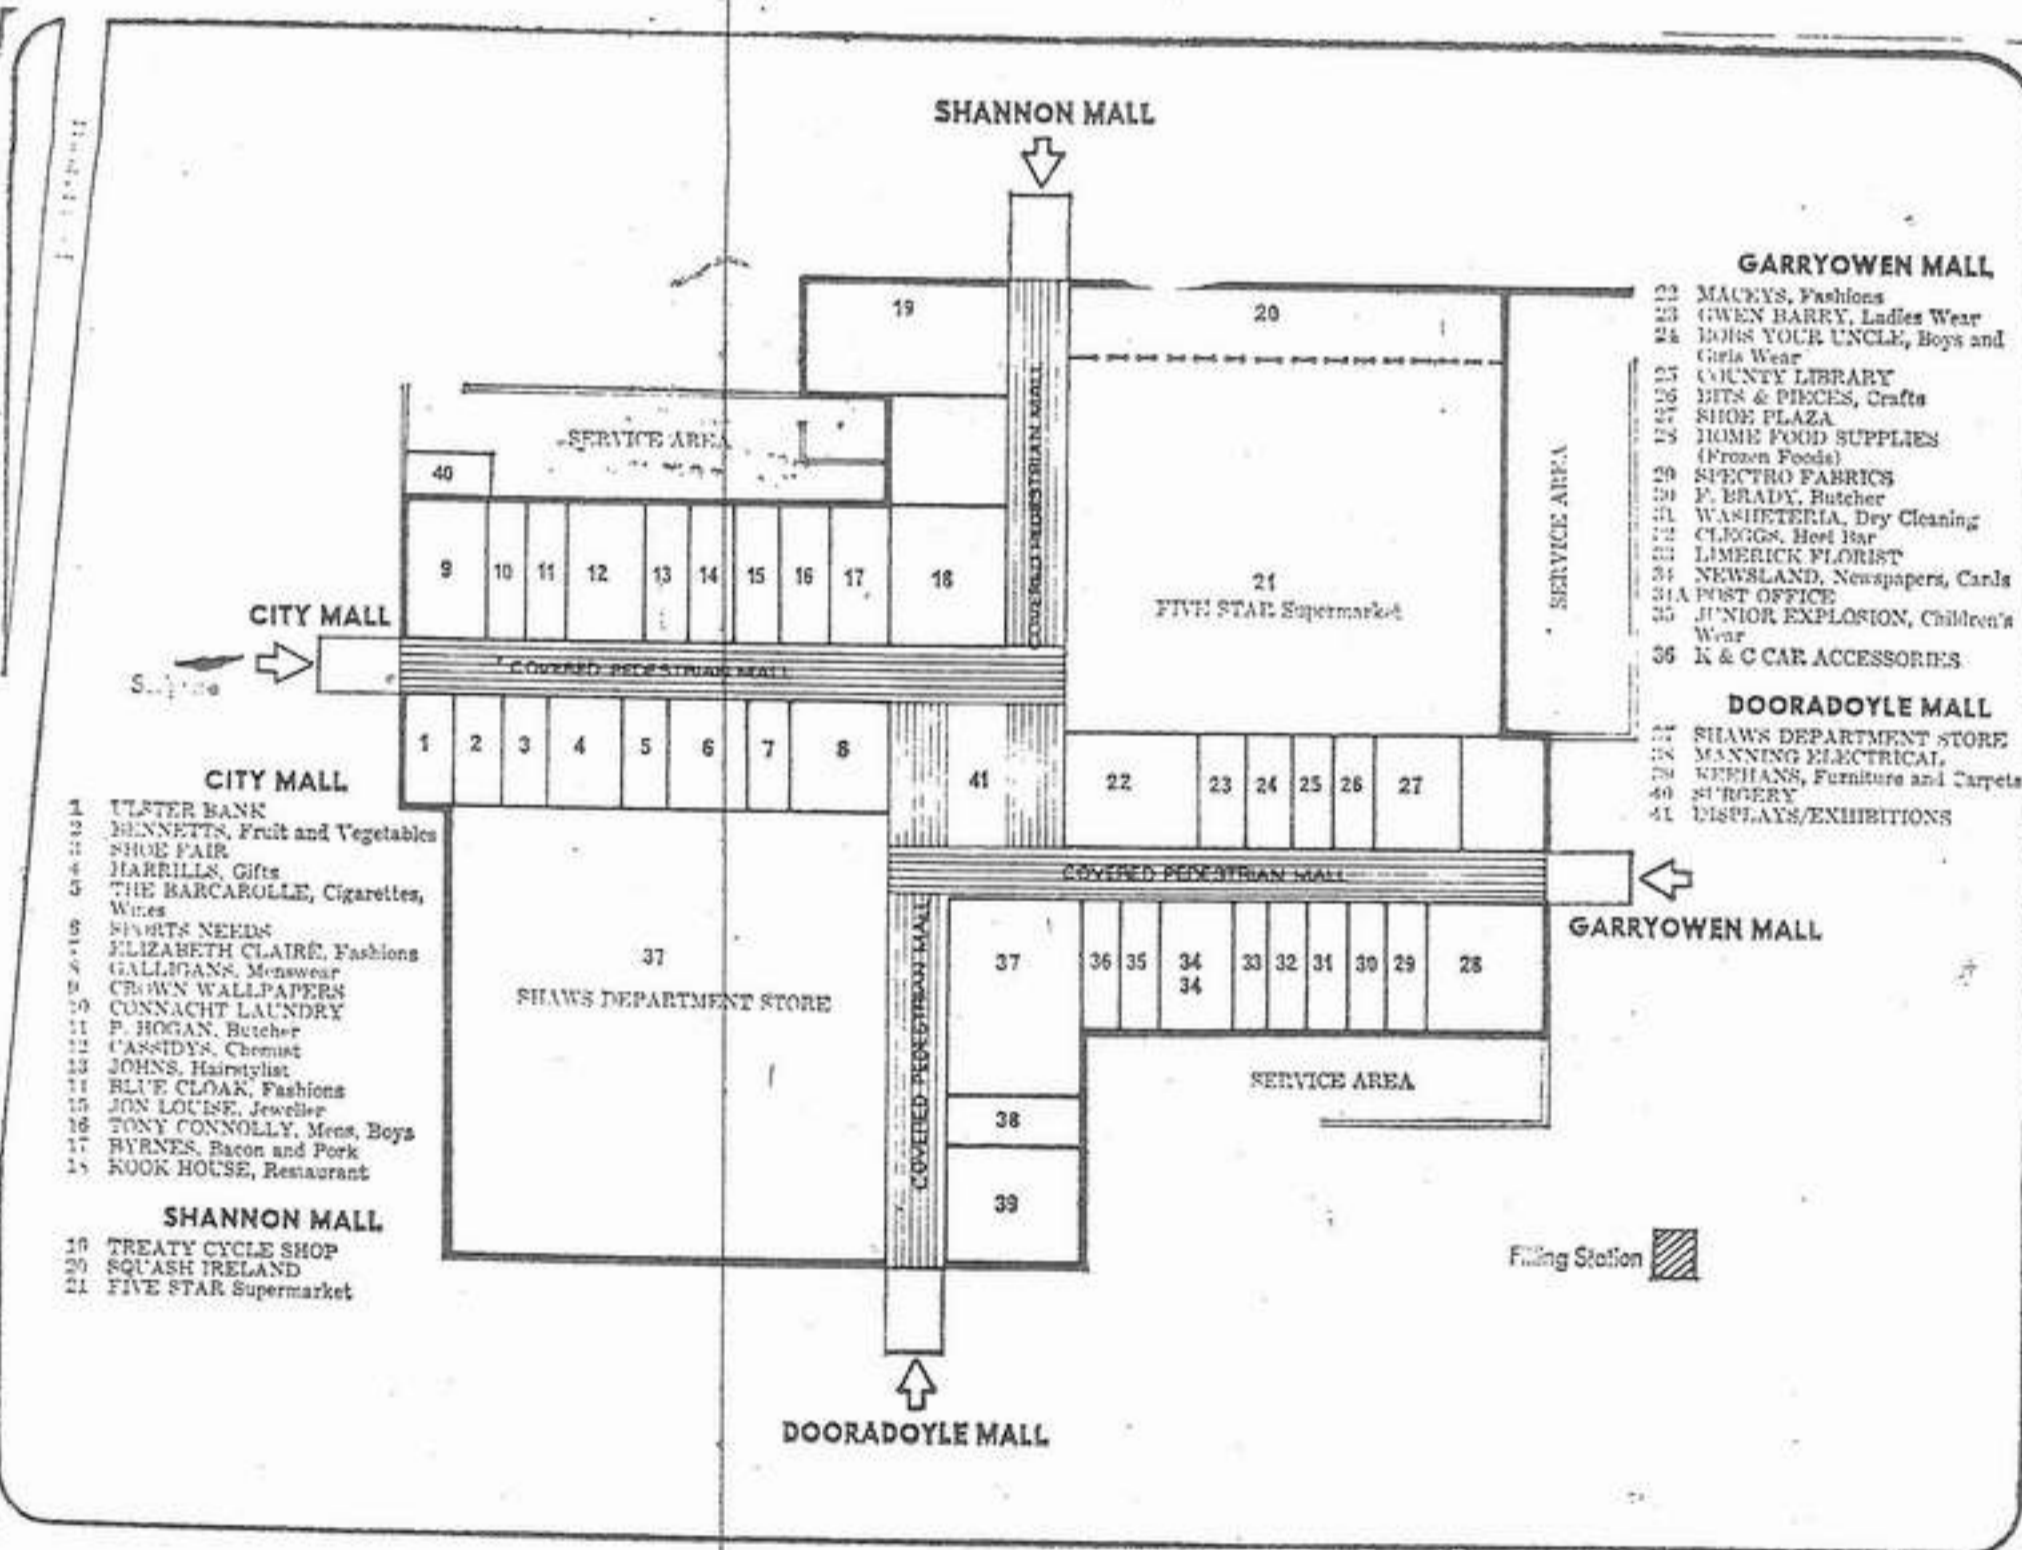 SHANNON MALL
19
20
COVERED PEDESTRIAN MALL
SERVICE AREA
40
9 10 11 12 13 14 15 16 17 18
21
FIVE STAR Supermarket
SERVICE AREA
CITY MALL
COVERED PEDESTRIAN MALL
1 2 3 4 5 6 7 8
41
22 23 24 25 26 27
COVERED PEDESTRIAN MALL
GARRYOWEN MALL
37
SHAWS DEPARTMENT STORE
COVERED PEDESTRIAN MALL
37
36 35 34 33 32 31 30 29 28
34
38
39
SERVICE AREA
Filling Station
DOORADOYLE MALL
CITY MALL
1 ULSTER BANK
2 BENNETTS, Fruit and Vegetables
3 SHOE FAIR
4 HARRILLS, Gifts
5 THE BARCAROLLE, Cigarettes,
Wines
6 SPORTS NEEDS
7 ELIZABETH CLAIRE, Fashions
8 GALLIGANS, Menswear
9 CROWN WALLPAPERS
10 CONNACHT LAUNDRY
11 P. HOGAN, Butcher
12 CASSIDYS, Chemist
13 JOHNS, Hairstylist
14 BLUE CLOAK, Fashions
15 JON LOUISE, Jeweller
16 TONY CONNOLLY, Mens, Boys
17 BYRNES, Bacon and Pork
18 KOOK HOUSE, Restaurant
SHANNON MALL
19 TREATY CYCLE SHOP
20 SQUASH IRELAND
21 FIVE STAR Supermarket
GARRYOWEN MALL
22 MACEYS, Fashions
23 GWEN BARRY, Ladies Wear
24 BOBS YOUR UNCLE, Boys and
Girls Wear
25 COUNTY LIBRARY
26 BITS & PIECES, Crafts
27 SHOE PLAZA
28 HOME FOOD SUPPLIES
(Frozen Foods)
29 SPECTRO FABRICS
30 F. BRADY, Butcher
31 WASHETERIA, Dry Cleaning
32 CLEGGS, Heel Bar
33 LIMERICK FLORIST
34 NEWSLAND, Newspapers, Cards
34A POST OFFICE
35 JUNIOR EXPLOSION, Children's
Wear
36 K & C CAR ACCESSORIES
DOORADOYLE MALL
37 SHAWS DEPARTMENT STORE
38 MANNING ELECTRICAL
39 KEEHANS, Furniture and Carpets
40 SURGERY
41 DISPLAYS/EXHIBITIONS